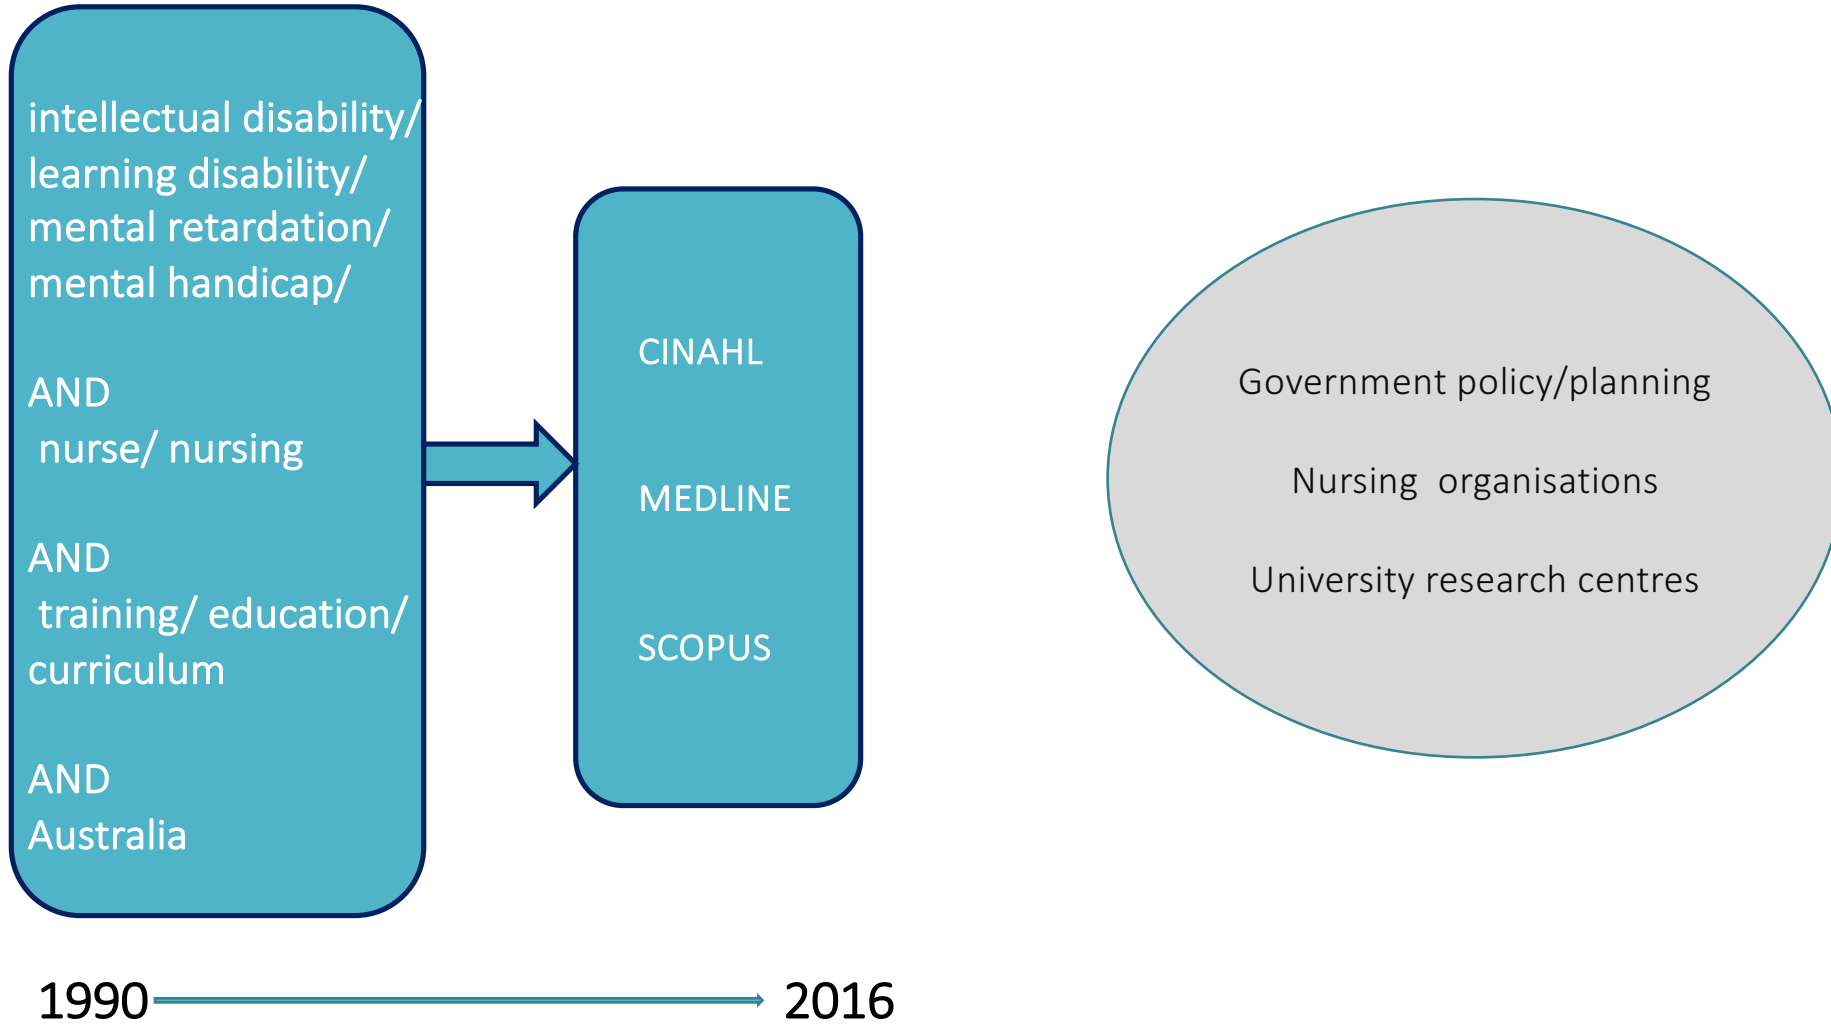 intellectual disability/
learning disability/
mental retardation/
mental handicap/
AND
nurse/ nursing
AND
training/ education/
curriculum
AND
Australia
CINAHL
MEDLINE
SCOPUS
Government policy/planning
Nursing  organisations
University research centres
1990
2016